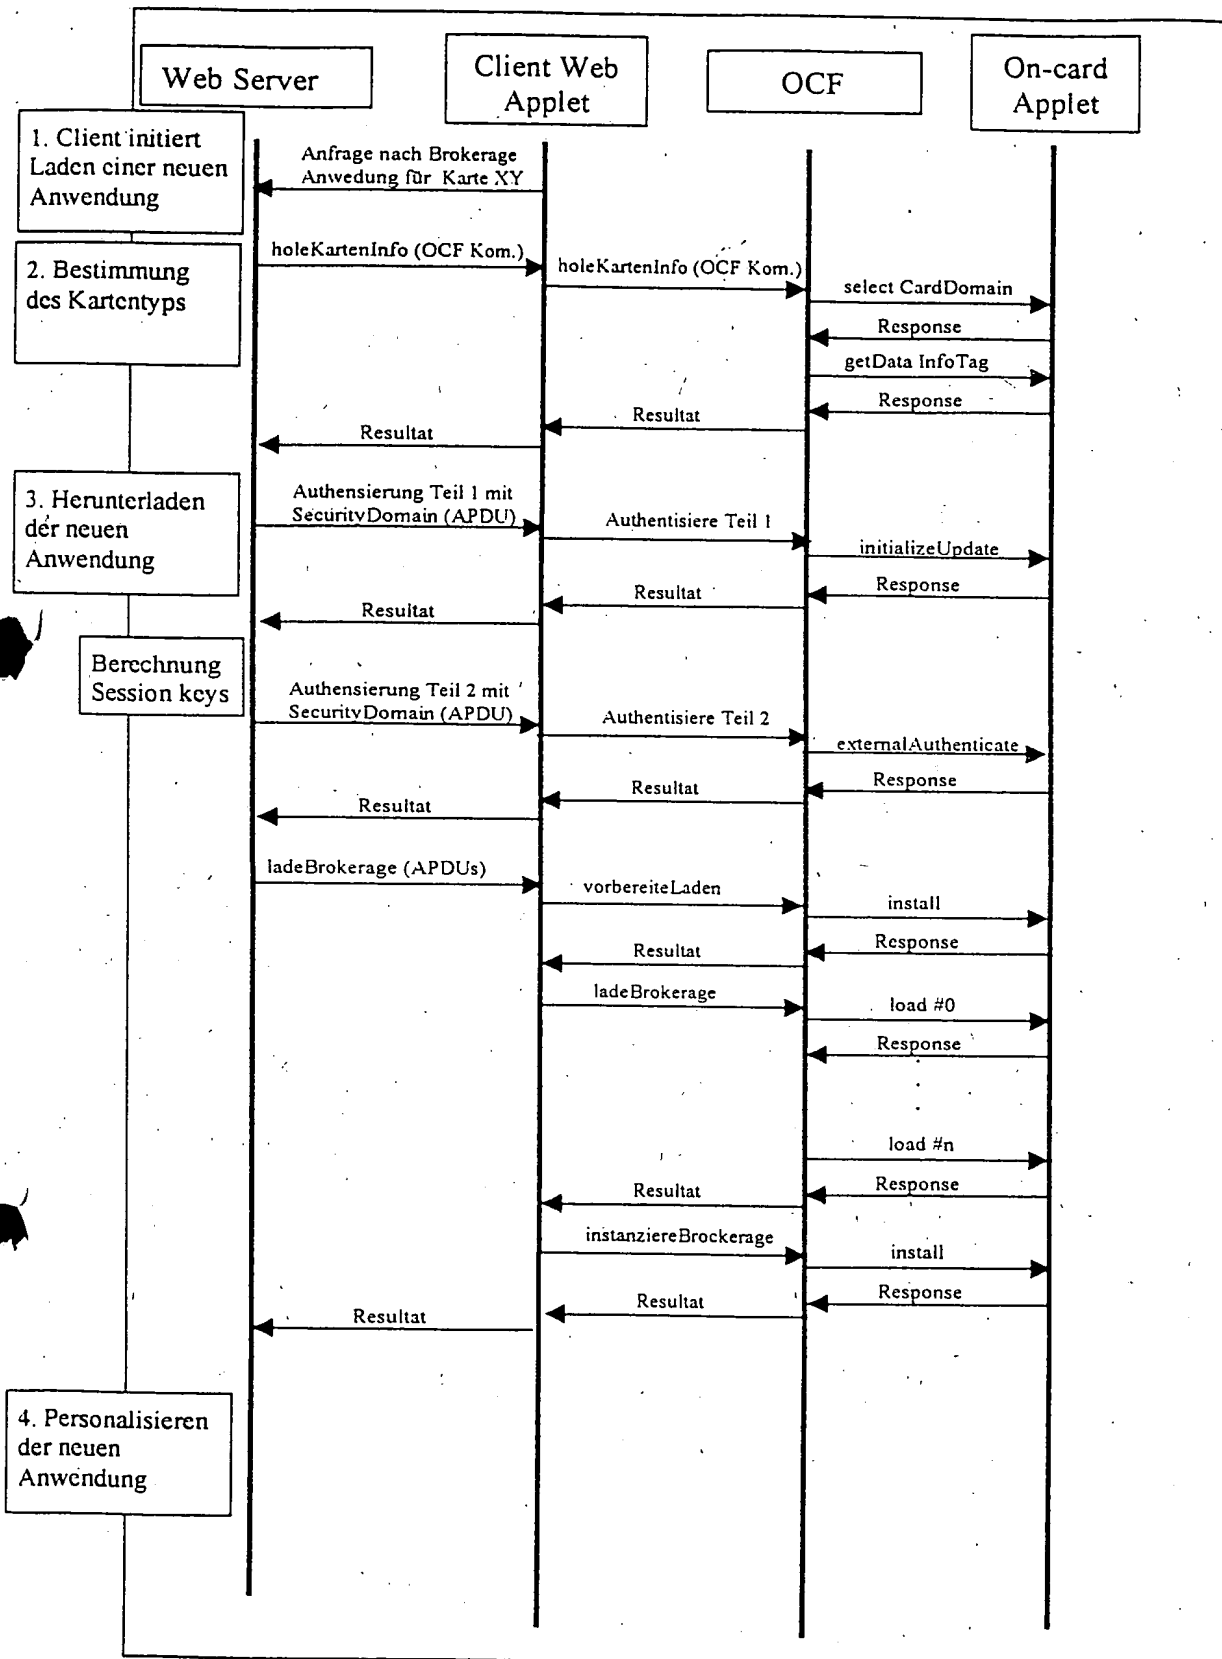 Web Server
Client Web
Applet
OCF
On-card
Applet
1. Client initiert
Laden einer neuen
Anwendung
Anfrage nach Brokerage
Anwedung für Karte XY
2. Bestimmung
des Kartentyps
holeKartenInfo (OCF Kom.)
holeKartenInfo (OCF Kom.)
select CardDomain
Response
getData InfoTag
Response
Resultat
Resultat
3. Herunterladen
der neuen
Anwendung
Authensierung Teil 1 mit
SecurityDomain (APDU)
Authentisiere Teil 1
initializeUpdate
Response
Resultat
Resultat
Berechnung
Session keys
Authensierung Teil 2 mit
SecurityDomain (APDU)
Authentisiere Teil 2
externalAuthenticate
Response
Resultat
Resultat
ladeBrokerage (APDUs)
vorbereiteLaden
install
Response
Resultat
ladeBrokerage
load #0
Response
.
.
load #n
Response
Resultat
instanziereBrockerage
install
Response
Resultat
Resultat
4. Personalisieren
der neuen
Anwendung